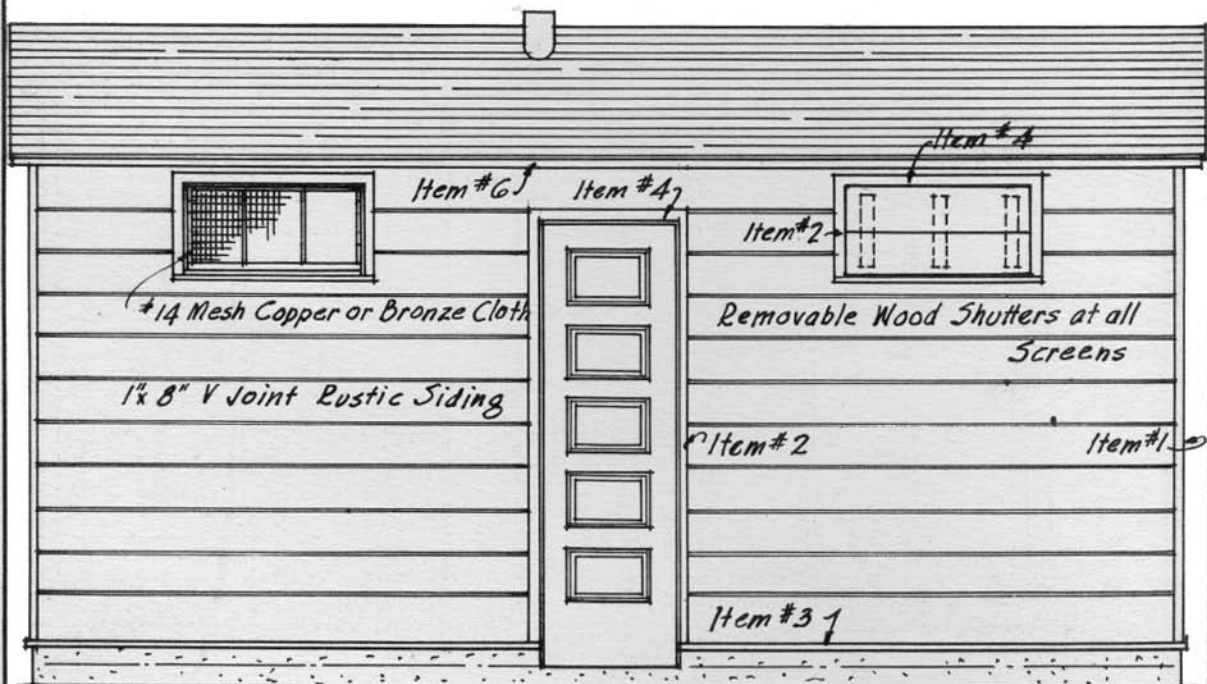 Item #4
Item #6
Item #4
Item #2
#14 Mesh Copper or Bronze Cloth
Removable Wood Shutters at all
Screens
1" x 8" V Joint Rustic Siding
Item #2
Item #1
Item #3